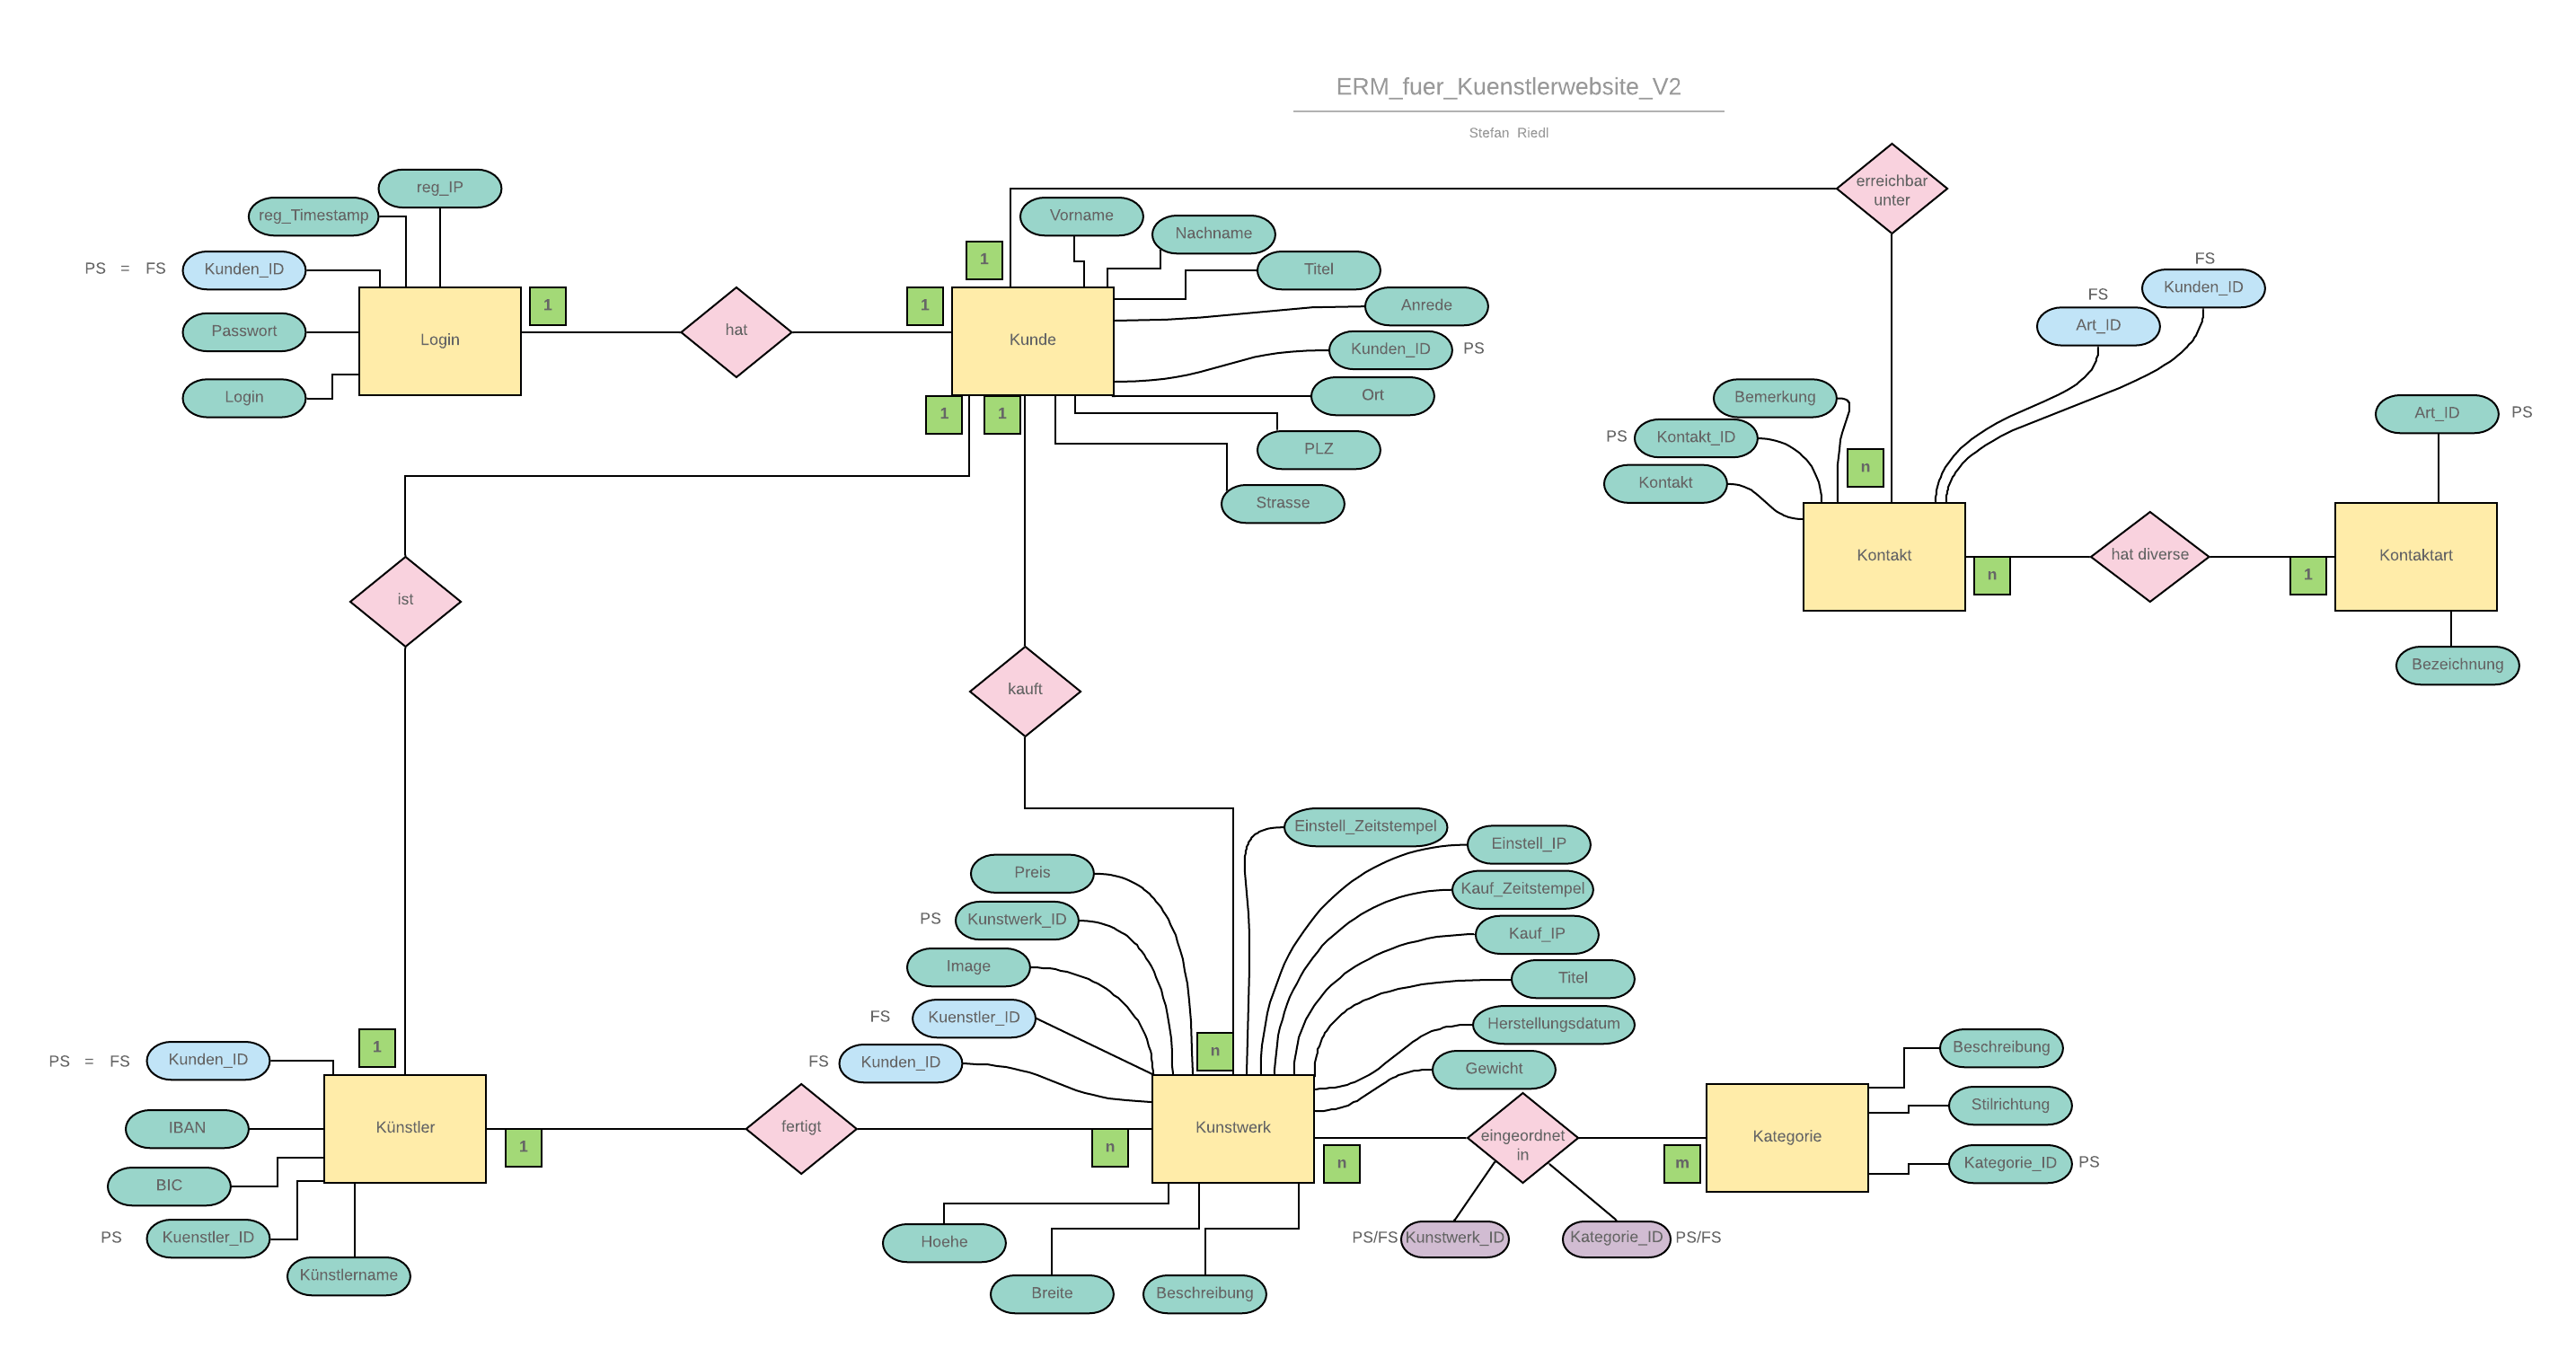 ERM_fuer_Kuenstlerwebsite_V2
Stefan Riedl
reg_IP
reg_Timestamp
PS = FS
Kunden_ID
Passwort
Login
Login
1
hat
1
1
Kunde
1
1
Vorname
Nachname
Titel
Anrede
Kunden_ID
PS
Ort
PLZ
Strasse
erreichbar
unter
FS
Kunden_ID
FS
Art_ID
Bemerkung
PS
Kontakt_ID
Kontakt
n
Kontakt
n
hat diverse
1
Kontaktart
Art_ID
PS
Bezeichnung
ist
kauft
Einstell_Zeitstempel
Einstell_IP
Kauf_Zeitstempel
Kauf_IP
Titel
Herstellungsdatum
Gewicht
Preis
PS
Kunstwerk_ID
Image
FS
Kuenstler_ID
FS
Kunden_ID
n
1
PS = FS
Kunden_ID
IBAN
BIC
PS
Kuenstler_ID
Künstlername
Künstler
1
fertigt
n
Kunstwerk
n
eingeordnet
in
m
Kategorie
Beschreibung
Stilrichtung
Kategorie_ID
PS
PS/FS
Kunstwerk_ID
Kategorie_ID
PS/FS
Hoehe
Breite
Beschreibung